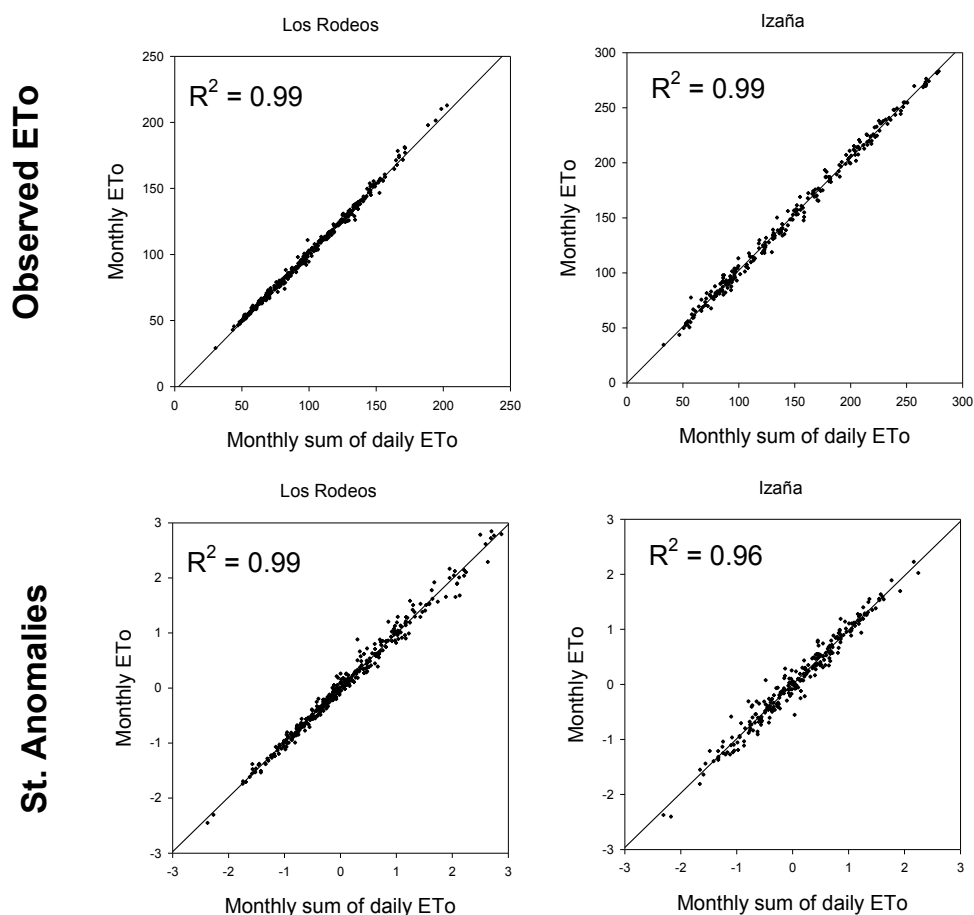 Observed ETo
Los Rodeos
R² = 0.99
Monthly ETo
250
200
150
100
50
0
0 50 100 150 200 250
Monthly sum of daily ETo
Izaña
R² = 0.99
Monthly ETo
300
250
200
150
100
50
0
0 50 100 150 200 250 300
Monthly sum of daily ETo
St. Anomalies
Los Rodeos
R² = 0.99
Monthly ETo
3
2
1
0
-1
-2
-3
-3 -2 -1 0 1 2 3
Monthly sum of daily ETo
Izaña
R² = 0.96
Monthly ETo
3
2
1
0
-1
-2
-3
-3 -2 -1 0 1 2 3
Monthly sum of daily ETo